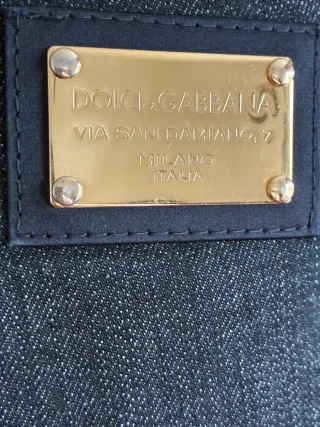 DOLCE&GABBANA
VIA SAN DAMIANO, 7
MILANO
ITALIA